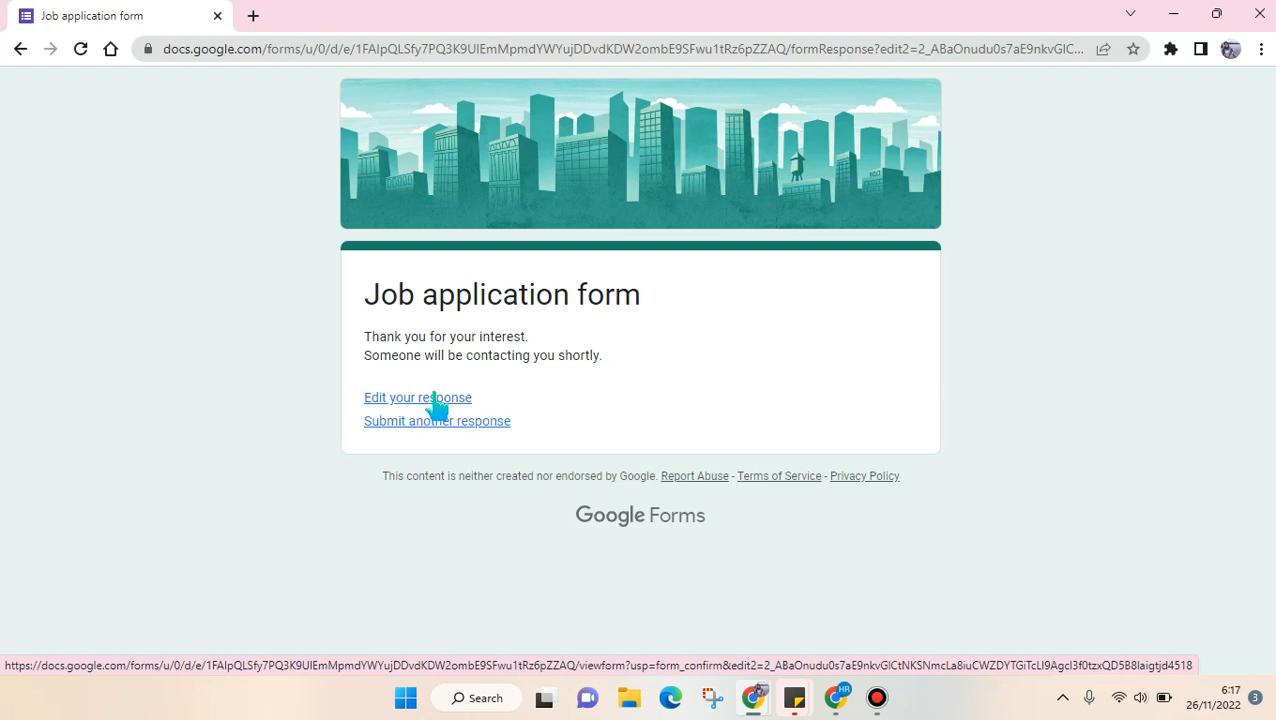 Job application form
docs.google.com/forms/u/0/d/e/1FAIpQLSfy7PQ3K9UIEmMpmdYWYujDDvdKDW2ombE9SFwu1tRz6pZZAQ/formResponse?edit2=2_ABaOnudu0s7aE9nkvGlC...
Job application form
Thank you for your interest.
Someone will be contacting you shortly.
Edit your response
Submit another response
This content is neither created nor endorsed by Google. Report Abuse - Terms of Service - Privacy Policy
Google Forms
https://docs.google.com/forms/u/0/d/e/1FAIpQLSfy7PQ3K9UIEmMpmdYWYujDDvdKDW2ombE9SFwu1tRz6pZZAQ/viewform?usp=form_confirm&edit2=2_ABaOnudu0s7aE9nkvGlCtNKSNmcLa8iuCWZDYTGiTcLl9Agcl3f0tzxQD5B8laigtjd4518
Search
HR
6:17
26/11/2022
3